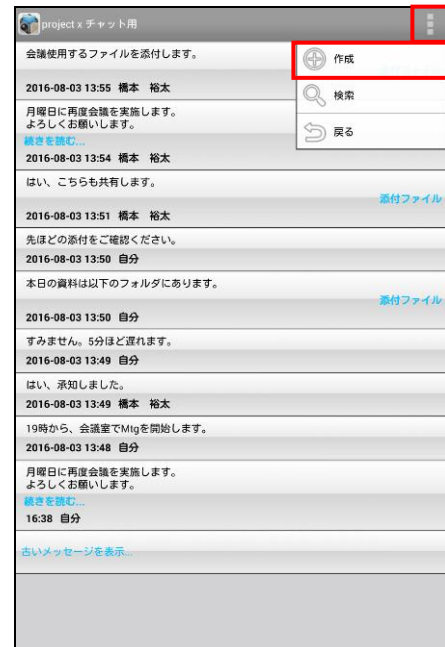 project x チャット用
会議使用するファイルを添付します。
作成
2016-08-03 13:55 橋本　裕太
検索
月曜日に再度会議を実施します。
よろしくお願いします。
戻る
続きを読む...
2016-08-03 13:54 橋本　裕太
はい、こちらも共有します。
添付ファイル
2016-08-03 13:51 橋本　裕太
先ほどの添付をご確認ください。
2016-08-03 13:50 自分
本日の資料は以下のフォルダにあります。
添付ファイル
2016-08-03 13:50 自分
すみません。5分ほど遅れます。
2016-08-03 13:49 自分
はい、承知しました。
2016-08-03 13:49 橋本　裕太
19時から、会議室でMtgを開始します。
2016-08-03 13:48 自分
月曜日に再度会議を実施します。
よろしくお願いします。
続きを読む...
16:38 自分
古いメッセージを表示...